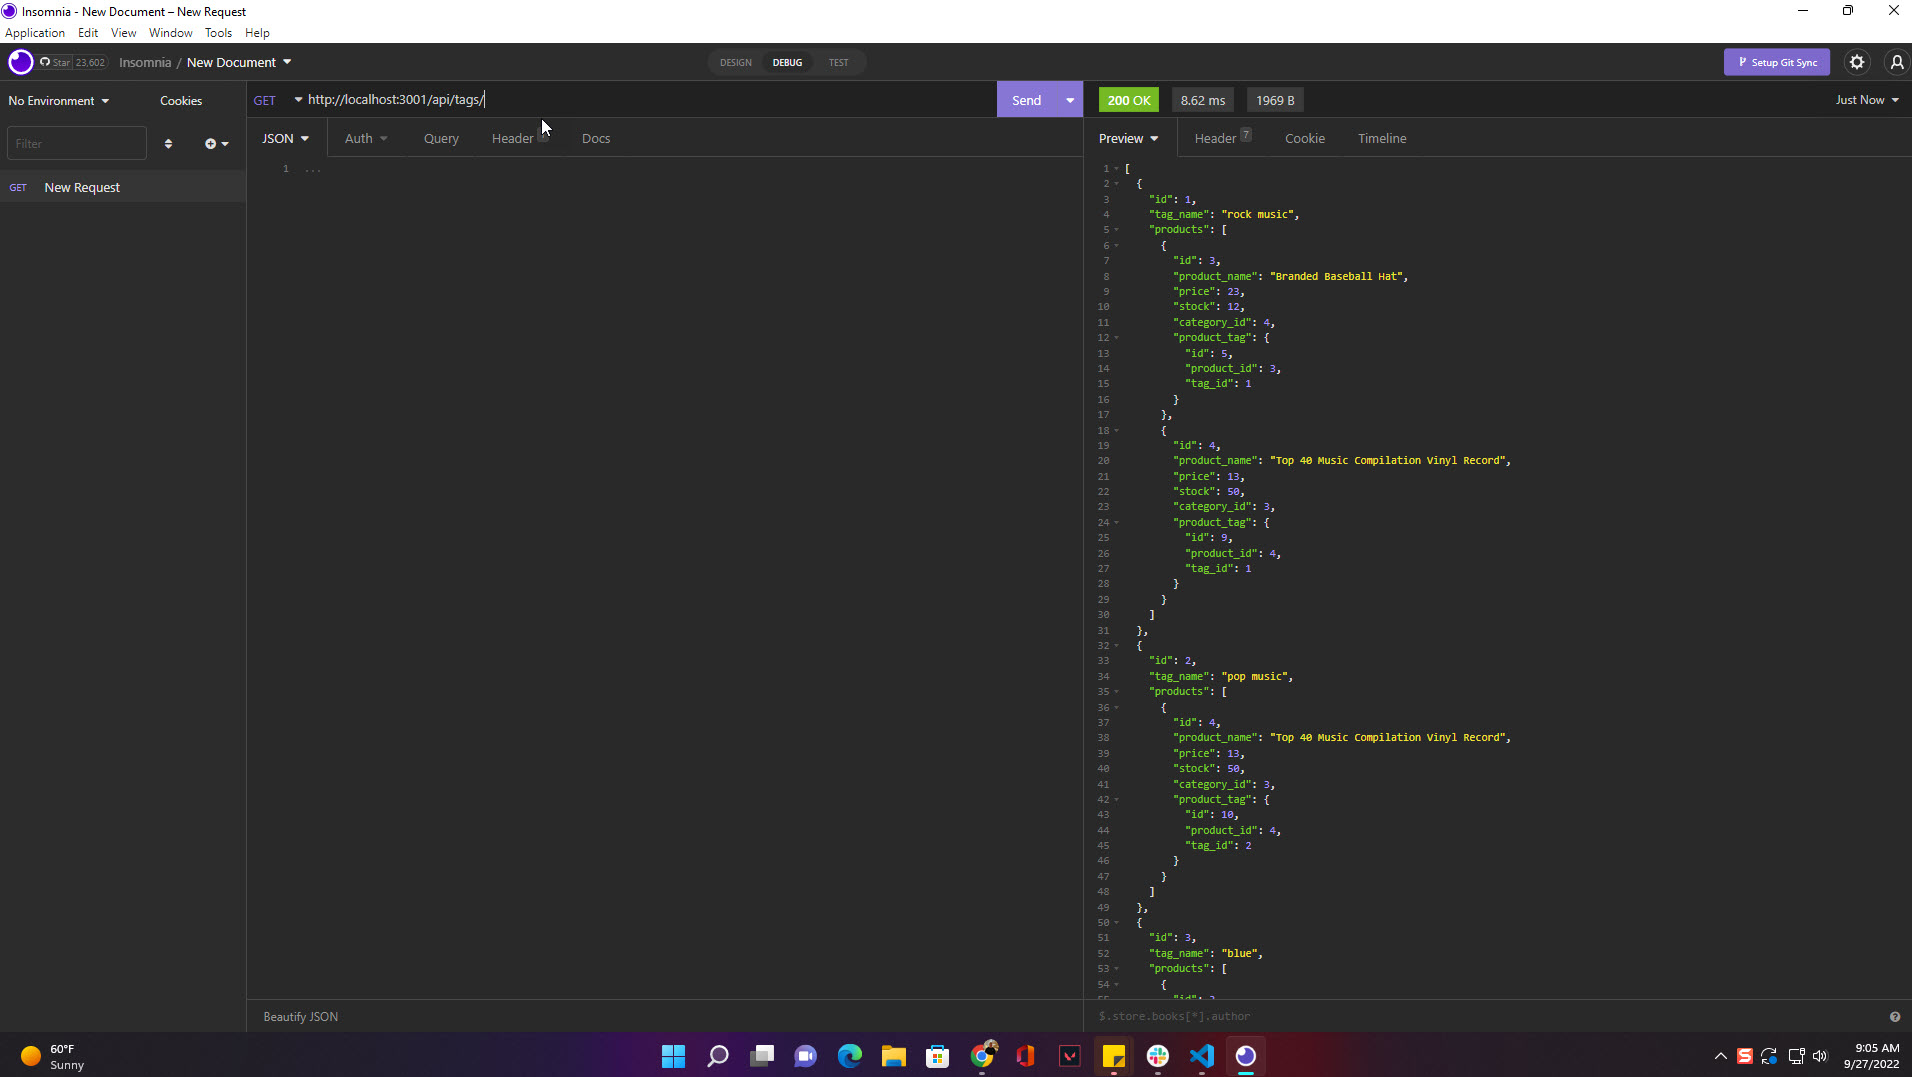 Insomnia - New Document – New Request
Application Edit View Window Tools Help
Star 23,602 Insomnia / New Document DESIGN DEBUG TEST Setup Git Sync
No Environment Cookies GET http://localhost:3001/api/tags/ Send 200 OK 8.62 ms 1969 B Just Now
Filter JSON Auth Query Header Docs Preview Header 7 Cookie Timeline
GET New Request
1 ...
1 [
2 {
3 "id": 1,
4 "tag_name": "rock music",
5 "products": [
6 {
7 "id": 3,
8 "product_name": "Branded Baseball Hat",
9 "price": 23,
10 "stock": 12,
11 "category_id": 4,
12 "product_tag": {
13 "id": 5,
14 "product_id": 3,
15 "tag_id": 1
16 }
17 },
18 {
19 "id": 4,
20 "product_name": "Top 40 Music Compilation Vinyl Record",
21 "price": 13,
22 "stock": 50,
23 "category_id": 3,
24 "product_tag": {
25 "id": 9,
26 "product_id": 4,
27 "tag_id": 1
28 }
29 }
30 ]
31 },
32 {
33 "id": 2,
34 "tag_name": "pop music",
35 "products": [
36 {
37 "id": 4,
38 "product_name": "Top 40 Music Compilation Vinyl Record",
39 "price": 13,
40 "stock": 50,
41 "category_id": 3,
42 "product_tag": {
43 "id": 10,
44 "product_id": 4,
45 "tag_id": 2
46 }
47 }
48 ]
49 },
50 {
51 "id": 3,
52 "tag_name": "blue",
53 "products": [
54 {
Beautify JSON $.store.books[*].author
60°F
Sunny
9:05 AM
9/27/2022